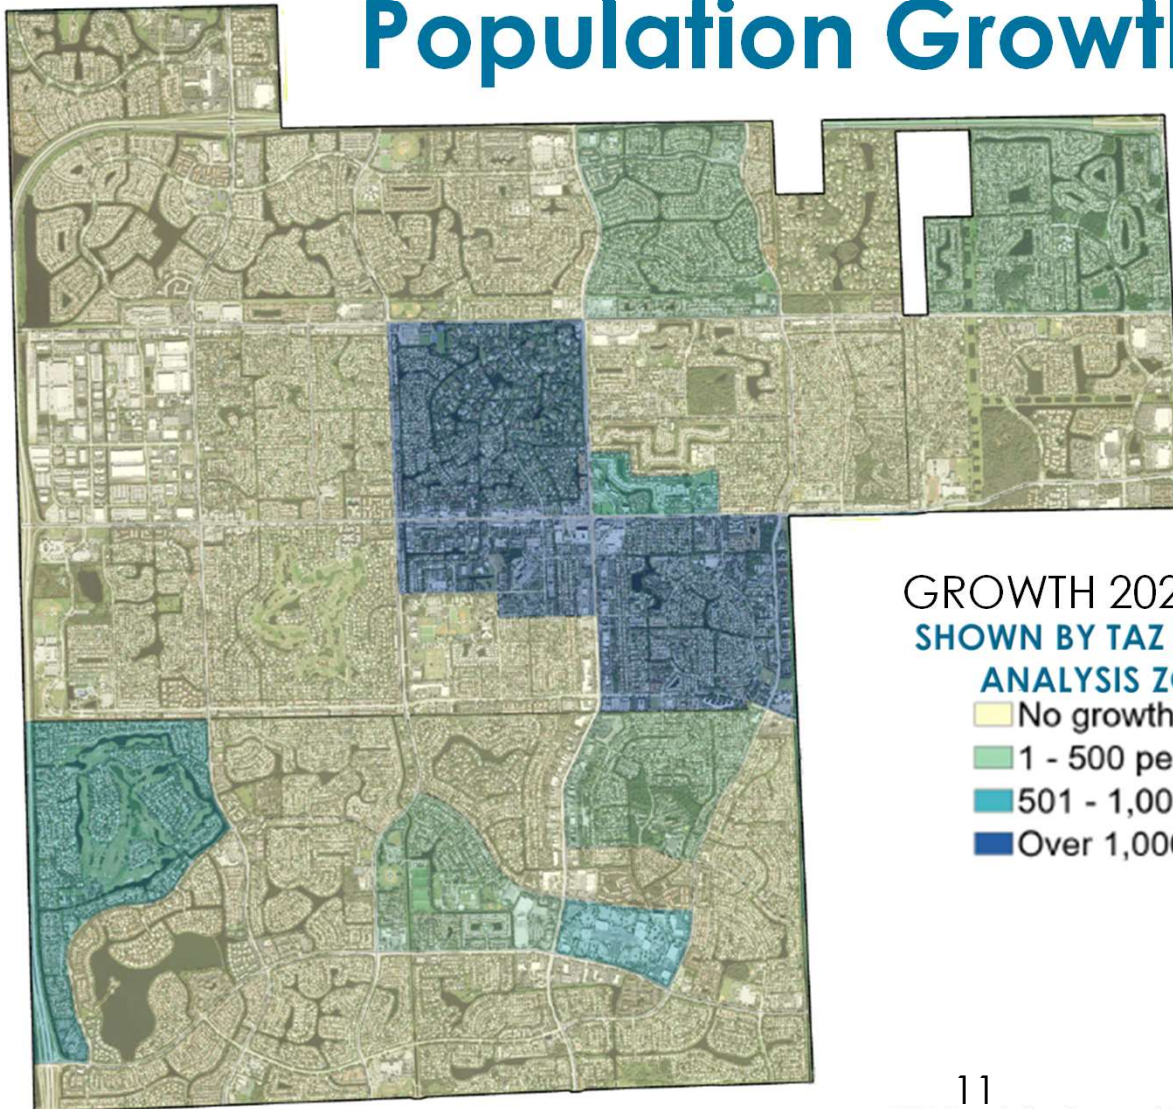 Population Growt
GROWTH 202
SHOWN BY TAZ
ANALYSIS Z
No growth
1 - 500 pe
501 - 1,00
Over 1,000
11